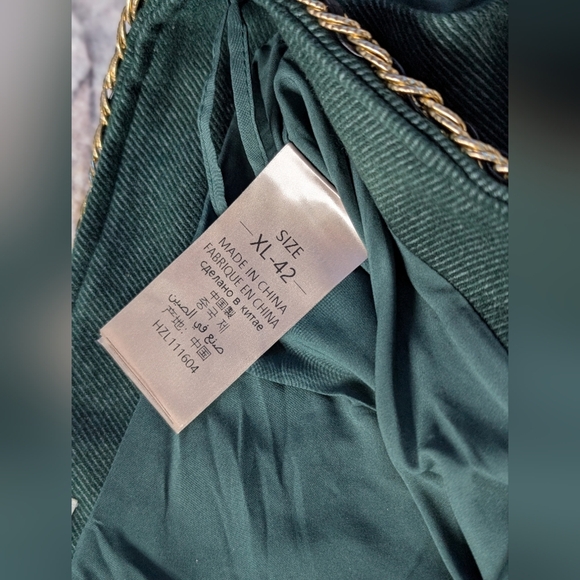 SIZE
XL-42
MADE IN CHINA
FABRIQUE EN CHINA
сделано в китае
中国製
중국 제
صنع في الصين
产地: 中国
HZL111604